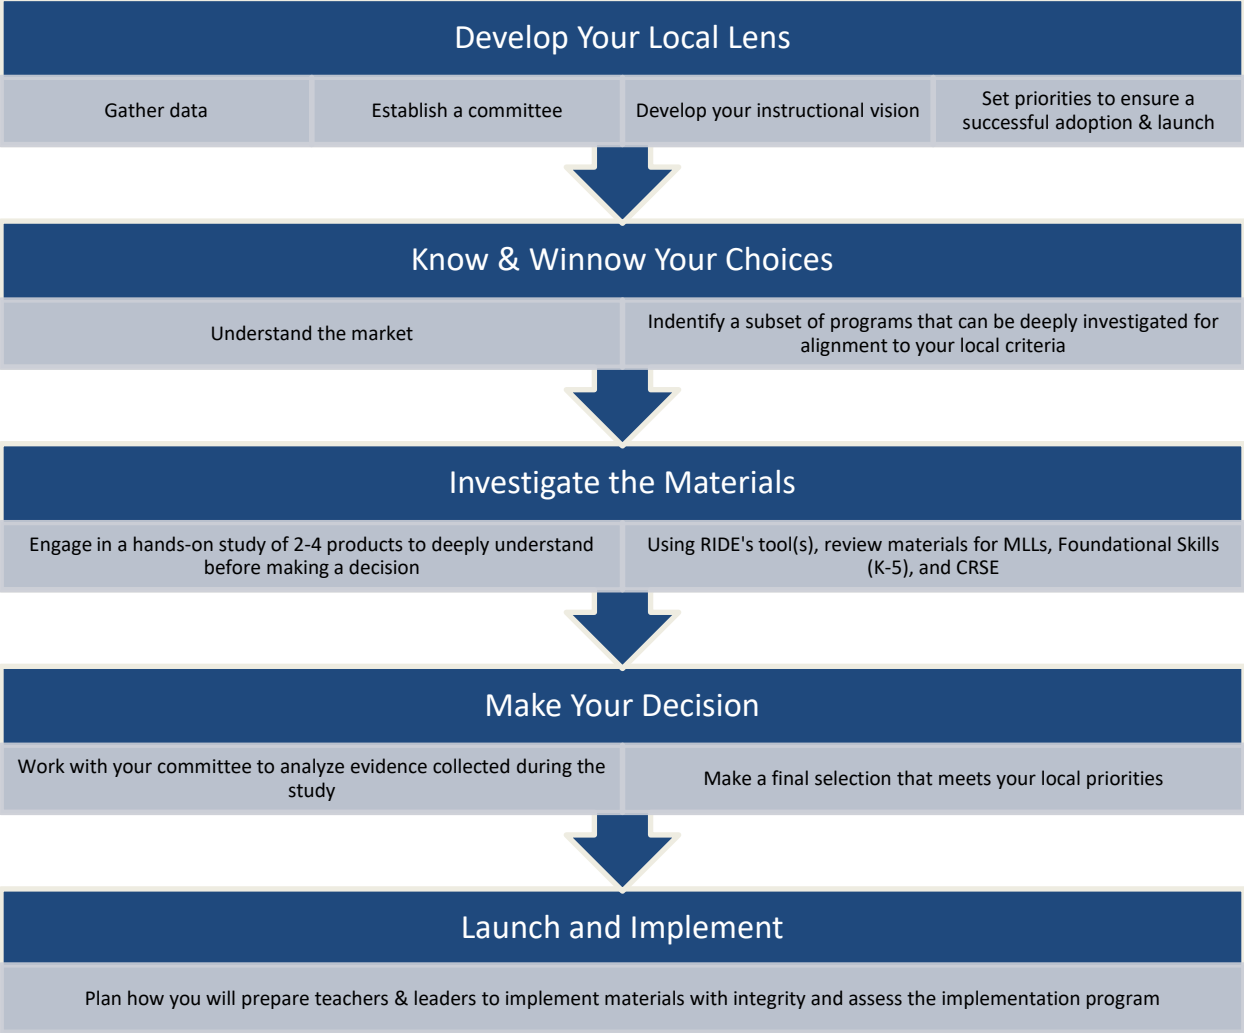 Develop Your Local Lens
Gather data
Establish a committee
Develop your instructional vision
Set priorities to ensure a
successful adoption & launch
Know & Winnow Your Choices
Understand the market
Indentify a subset of programs that can be deeply investigated for
alignment to your local criteria
Investigate the Materials
Engage in a hands-on study of 2-4 products to deeply understand
before making a decision
Using RIDE's tool(s), review materials for MLLs, Foundational Skills
(K-5), and CRSE
Make Your Decision
Work with your committee to analyze evidence collected during the
study
Make a final selection that meets your local priorities
Launch and Implement
Plan how you will prepare teachers & leaders to implement materials with integrity and assess the implementation program